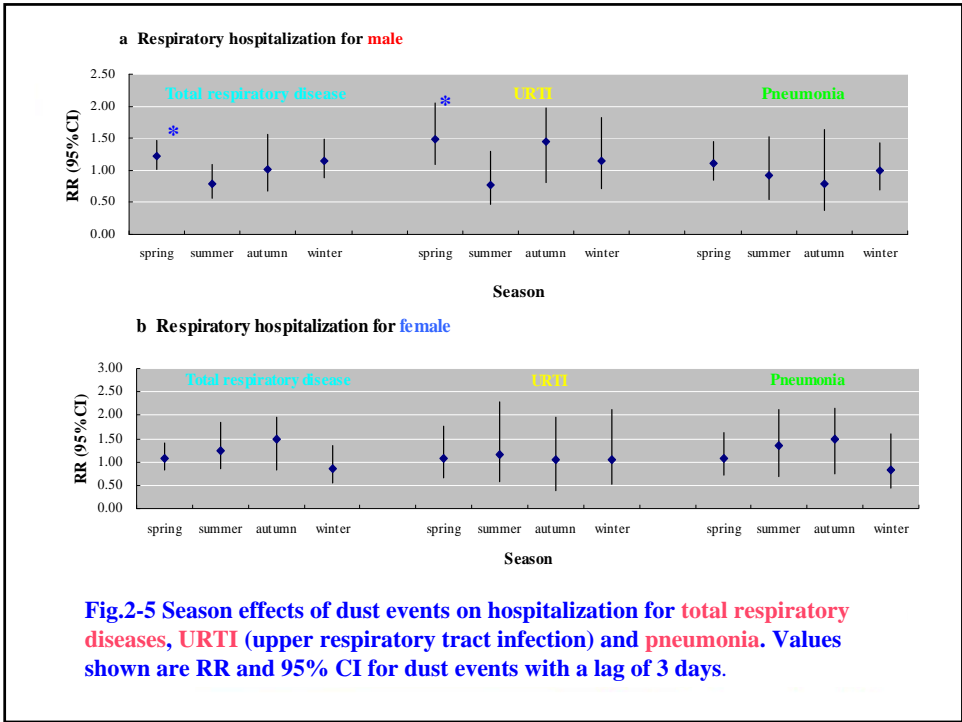 a Respiratory hospitalization for male
RR (95%CI)
2.50
2.00
1.50
1.00
0.50
0.00
Total respiratory disease
URTI
Pneumonia
*
*
spring summer autumn winter spring summer autumn winter spring summer autumn winter
Season
b Respiratory hospitalization for female
RR (95%CI)
3.00
2.50
2.00
1.50
1.00
0.50
0.00
Total respiratory disease
URTI
Pneumonia
spring summer autumn winter spring summer autumn winter spring summer autumn winter
Season
Fig.2-5 Season effects of dust events on hospitalization for total respiratory
diseases, URTI (upper respiratory tract infection) and pneumonia. Values
shown are RR and 95% CI for dust events with a lag of 3 days.